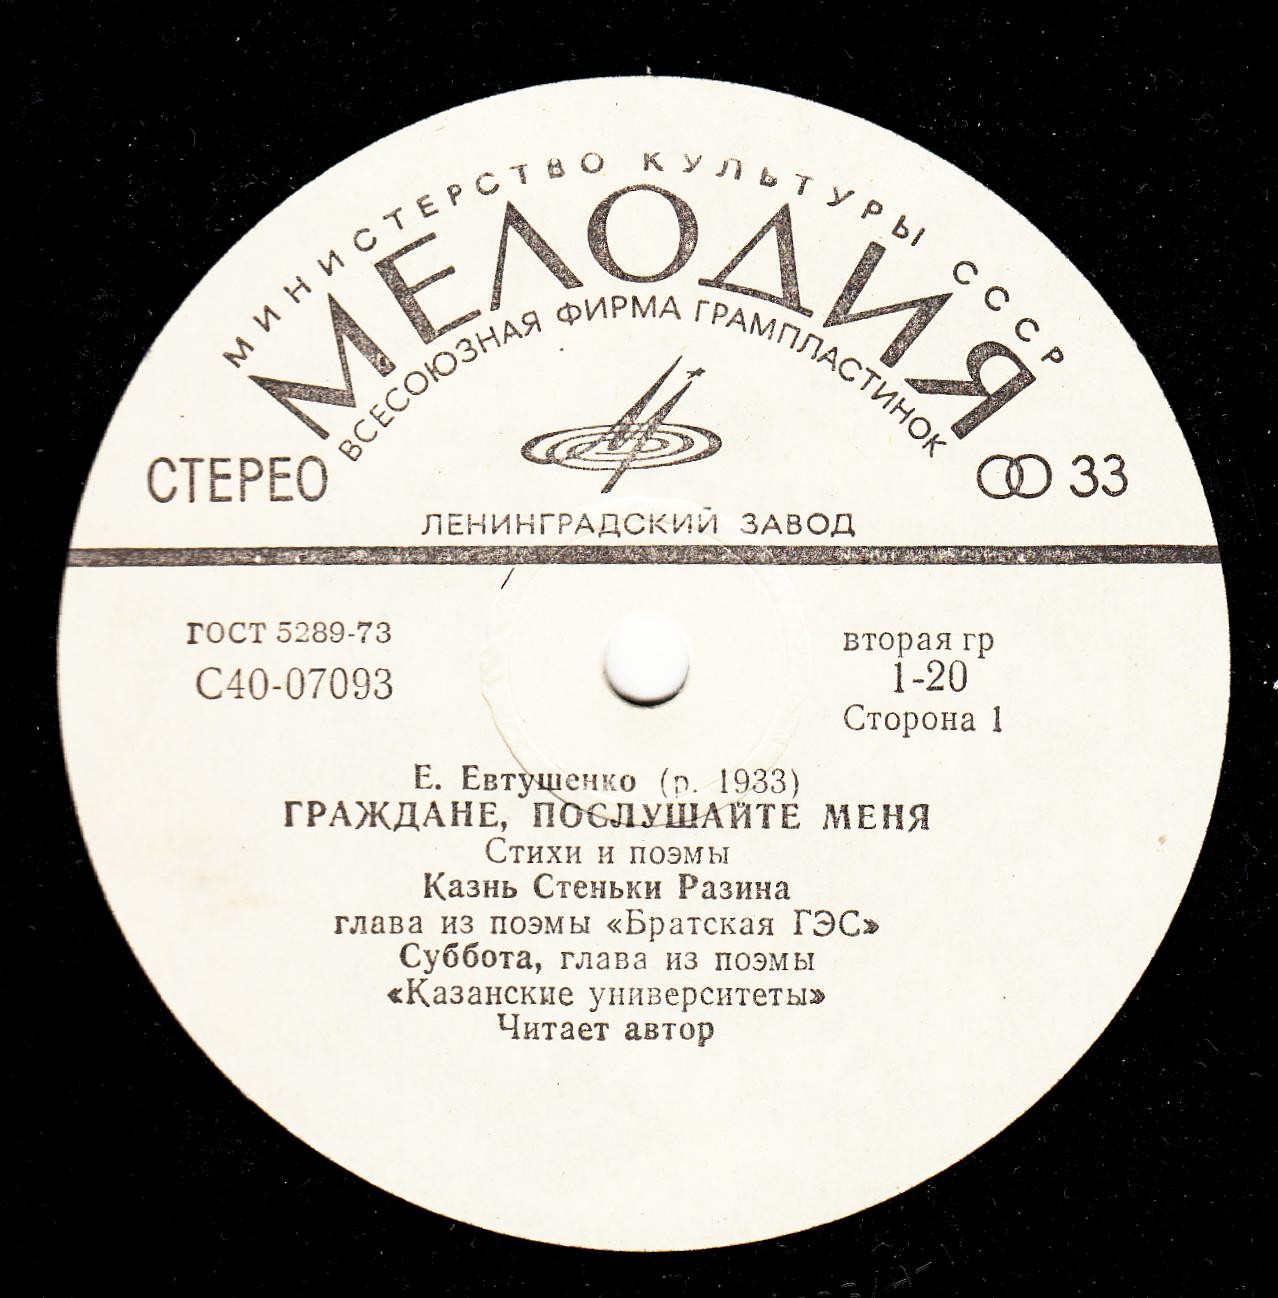 МИНИСТЕРСТВО КУЛЬТУРЫ СССР
МЕЛОДИЯ
ВСЕСОЮЗНАЯ ФИРМА ГРАМПЛАСТИНОК
СТЕРЕО
33
ЛЕНИНГРАДСКИЙ ЗАВОД
ГОСТ 5289-73
С40-07093
вторая гр
1-20
Сторона 1
Е. Евтушенко (р. 1933)
ГРАЖДАНЕ, ПОСЛУШАЙТЕ МЕНЯ
Стихи и поэмы
Казнь Стеньки Разина
глава из поэмы «Братская ГЭС»
Суббота, глава из поэмы
«Казанские университеты»
Читает автор